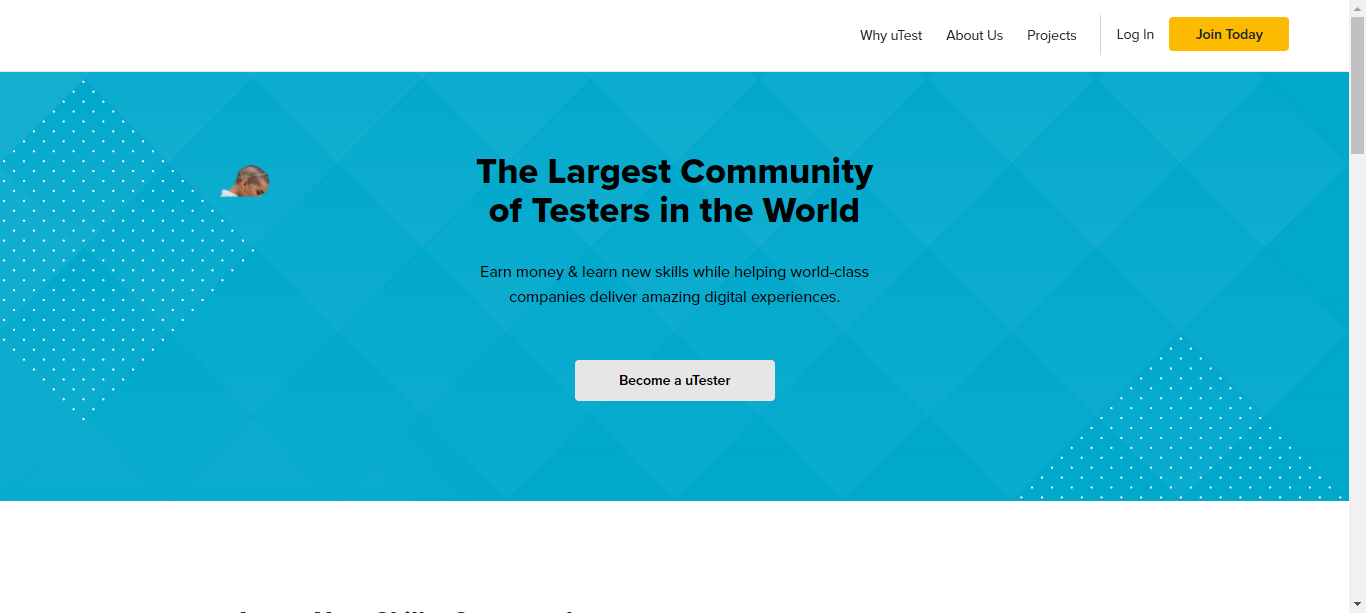 Why uTest
About Us
Projects
Log In
Join Today
The Largest Community
of Testers in the World
Earn money & learn new skills while helping world-class
companies deliver amazing digital experiences.
Become a uTester